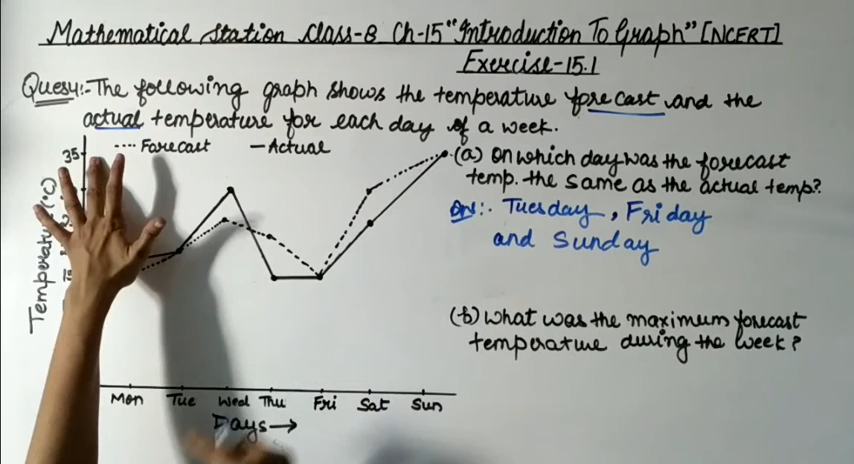 Mathematical Station Class-8 Ch-15 "Introduction To Graph" [NCERT]
Exercise-15.1
Ques4:- The following graph shows the temperature forecast and the
actual temperature for each day of a week.
---- Forecast — Actual
35
Temperature (°C)
Mon Tue Wed Thu Fri Sat Sun
Days→
(a) On which day was the forecast
temp. the same as the actual temp?
Ans:- Tuesday, Friday
and Sunday
(b) What was the maximum forecast
temperature during the week?